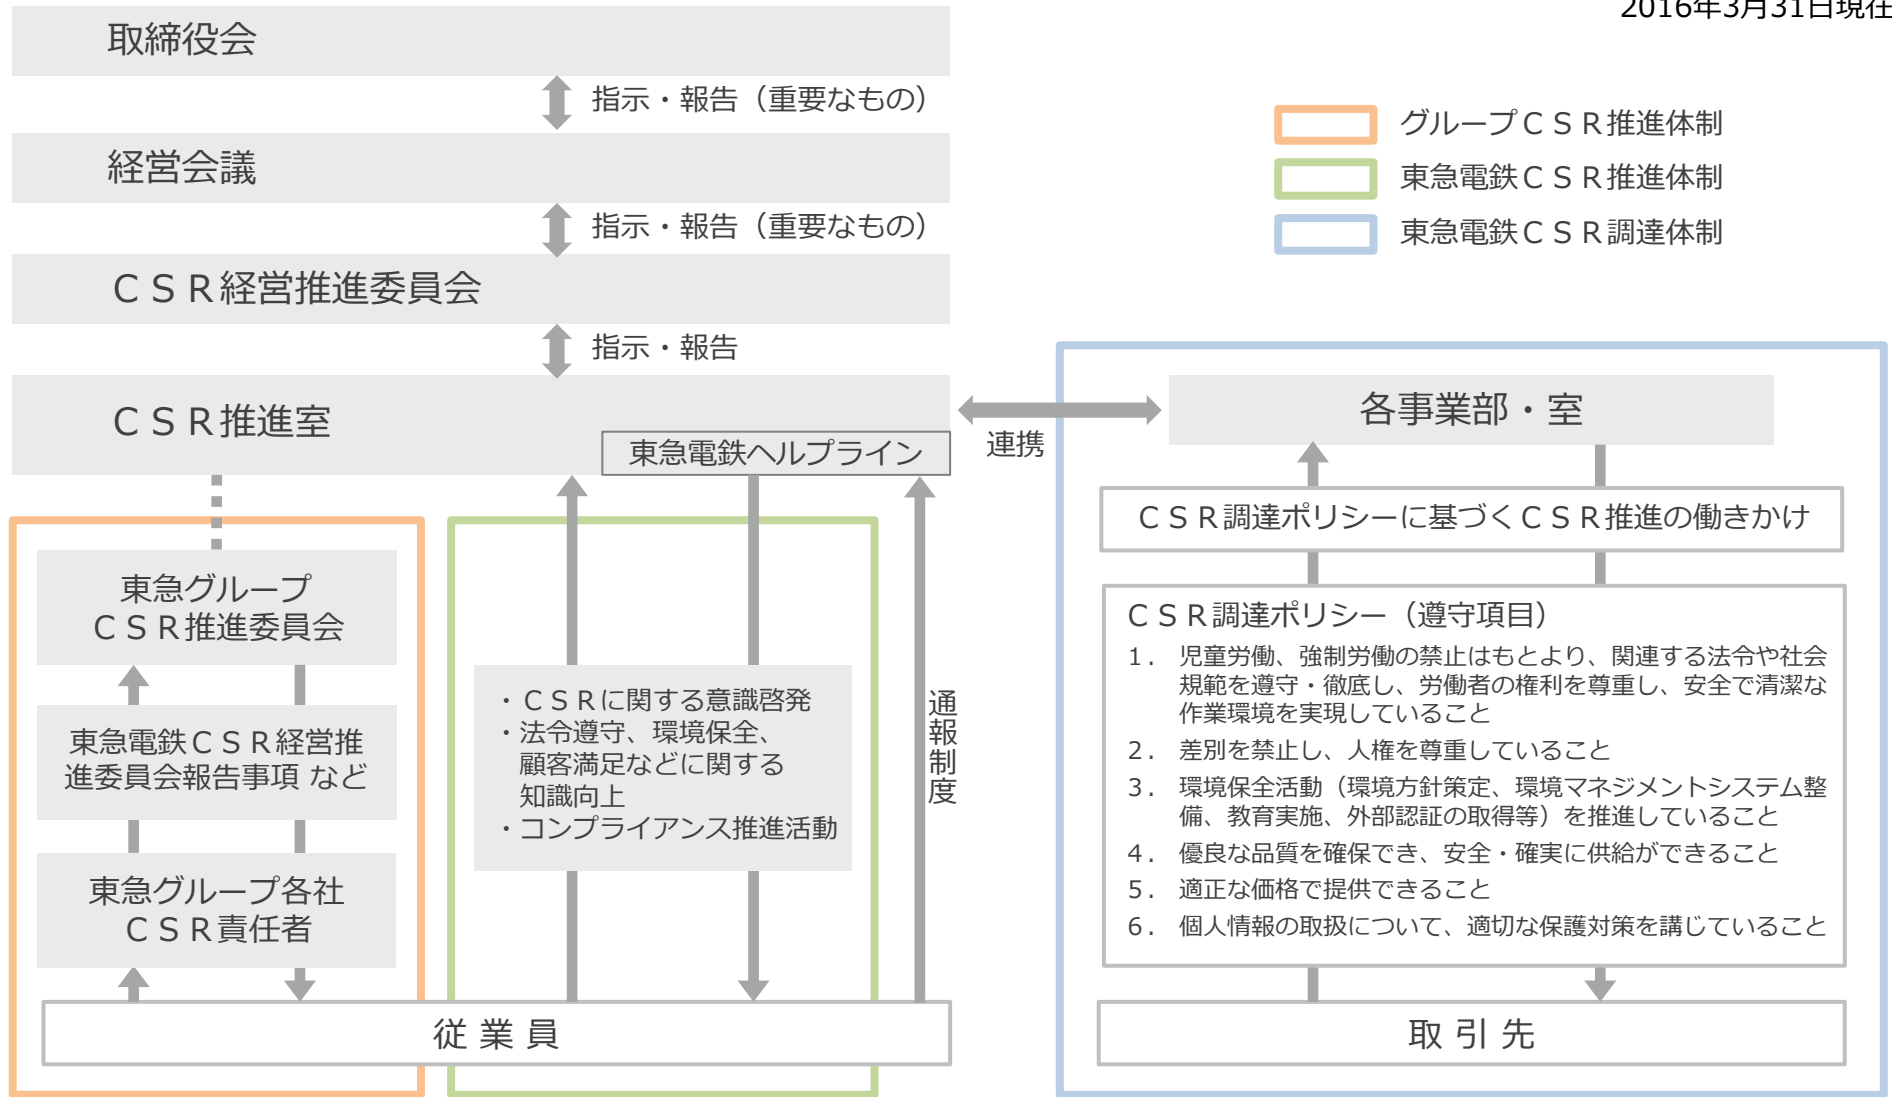 2016年3月31日現在
取締役会
指示・報告（重要なもの）
経営会議
指示・報告（重要なもの）
ＣＳＲ経営推進委員会
指示・報告
ＣＳＲ推進室
東急電鉄ヘルプライン
連携
グループＣＳＲ推進体制
東急電鉄ＣＳＲ推進体制
東急電鉄ＣＳＲ調達体制
東急グループ
ＣＳＲ推進委員会
東急電鉄ＣＳＲ経営推
進委員会報告事項 など
東急グループ各社
ＣＳＲ責任者
・ＣＳＲに関する意識啓発
・法令遵守、環境保全、
顧客満足などに関する
知識向上
・コンプライアンス推進活動
通報制度
従 業 員
各事業部・室
ＣＳＲ調達ポリシーに基づくＣＳＲ推進の働きかけ
ＣＳＲ調達ポリシー（遵守項目）
1． 児童労働、強制労働の禁止はもとより、関連する法令や社会
規範を遵守・徹底し、労働者の権利を尊重し、安全で清潔な
作業環境を実現していること
2． 差別を禁止し、人権を尊重していること
3． 環境保全活動（環境方針策定、環境マネジメントシステム整
備、教育実施、外部認証の取得等）を推進していること
4． 優良な品質を確保でき、安全・確実に供給ができること
5． 適正な価格で提供できること
6． 個人情報の取扱について、適切な保護対策を講じていること
取 引 先